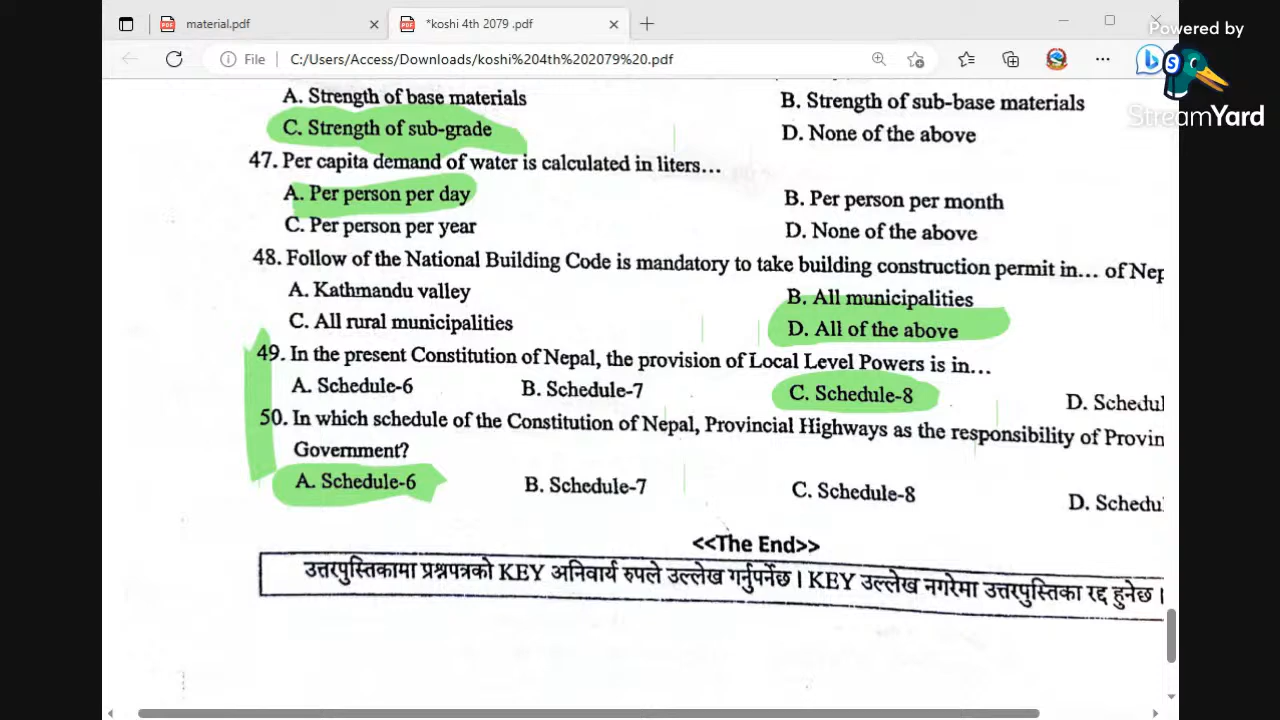 material.pdf
*koshi 4th 2079 .pdf
Powered by
File
C:/Users/Access/Downloads/koshi%204th%202079%20.pdf
StreamYard
A. Strength of base materials B. Strength of sub-base materials
C. Strength of sub-grade D. None of the above
47. Per capita demand of water is calculated in liters...
A. Per person per day B. Per person per month
C. Per person per year D. None of the above
48. Follow of the National Building Code is mandatory to take building construction permit in... of Nep
A. Kathmandu valley B. All municipalities
C. All rural municipalities D. All of the above
49. In the present Constitution of Nepal, the provision of Local Level Powers is in...
A. Schedule-6 B. Schedule-7 C. Schedule-8 D. Schedul
50. In which schedule of the Constitution of Nepal, Provincial Highways as the responsibility of Provin
Government?
A. Schedule-6 B. Schedule-7 C. Schedule-8 D. Schedu
<<The End>>
उत्तरपुस्तिकामा प्रश्नपत्रको KEY अनिवार्य रुपले उल्लेख गर्नुपर्नेछ । KEY उल्लेख नगरेमा उत्तरपुस्तिका रद्द हुनेछ ।